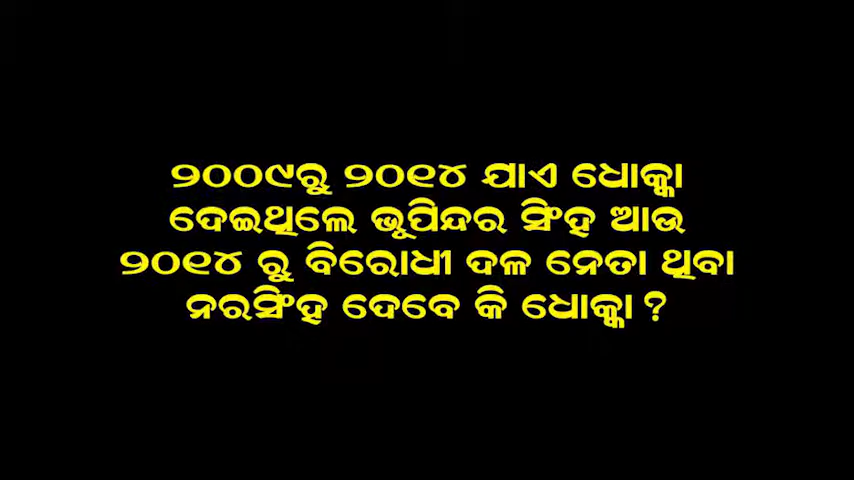 ୨୦୦୯ରୁ ୨୦୧୪ ଯାଏ ଧୋକ୍କା
ଦେଇଥିଲେ ଭୂପିନ୍ଦର ସିଂହ ଆଉ
୨୦୧୪ ରୁ ବିରୋଧୀ ଦଳ ନେତା ଥିବା
ନରସିଂହ ଦେବେ କି ଧୋକ୍କା ?